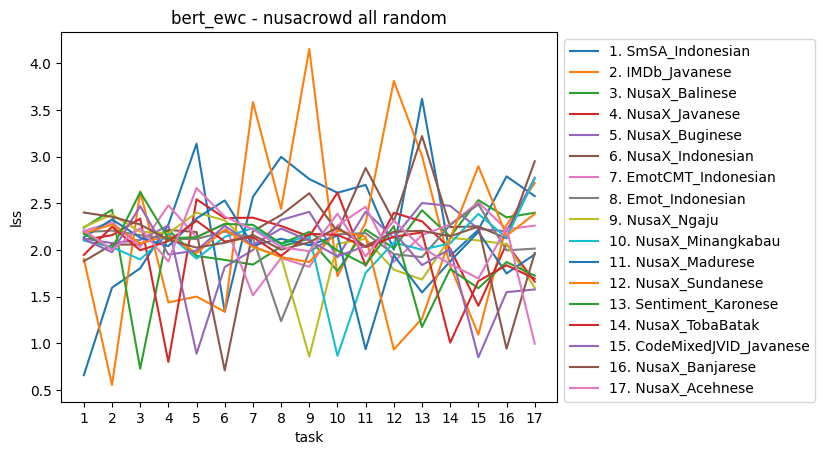 bert_ewc - nusacrowd all random
4.0
3.5
3.0
2.5
2.0
1.5
1.0
0.5
lss
1 2 3 4 5 6 7 8 9 10 11 12 13 14 15 16 17
task
1. SmSA_Indonesian
2. IMDb_Javanese
3. NusaX_Balinese
4. NusaX_Javanese
5. NusaX_Buginese
6. NusaX_Indonesian
7. EmotCMT_Indonesian
8. Emot_Indonesian
9. NusaX_Ngaju
10. NusaX_Minangkabau
11. NusaX_Madurese
12. NusaX_Sundanese
13. Sentiment_Karonese
14. NusaX_TobaBatak
15. CodeMixedJVID_Javanese
16. NusaX_Banjarese
17. NusaX_Acehnese